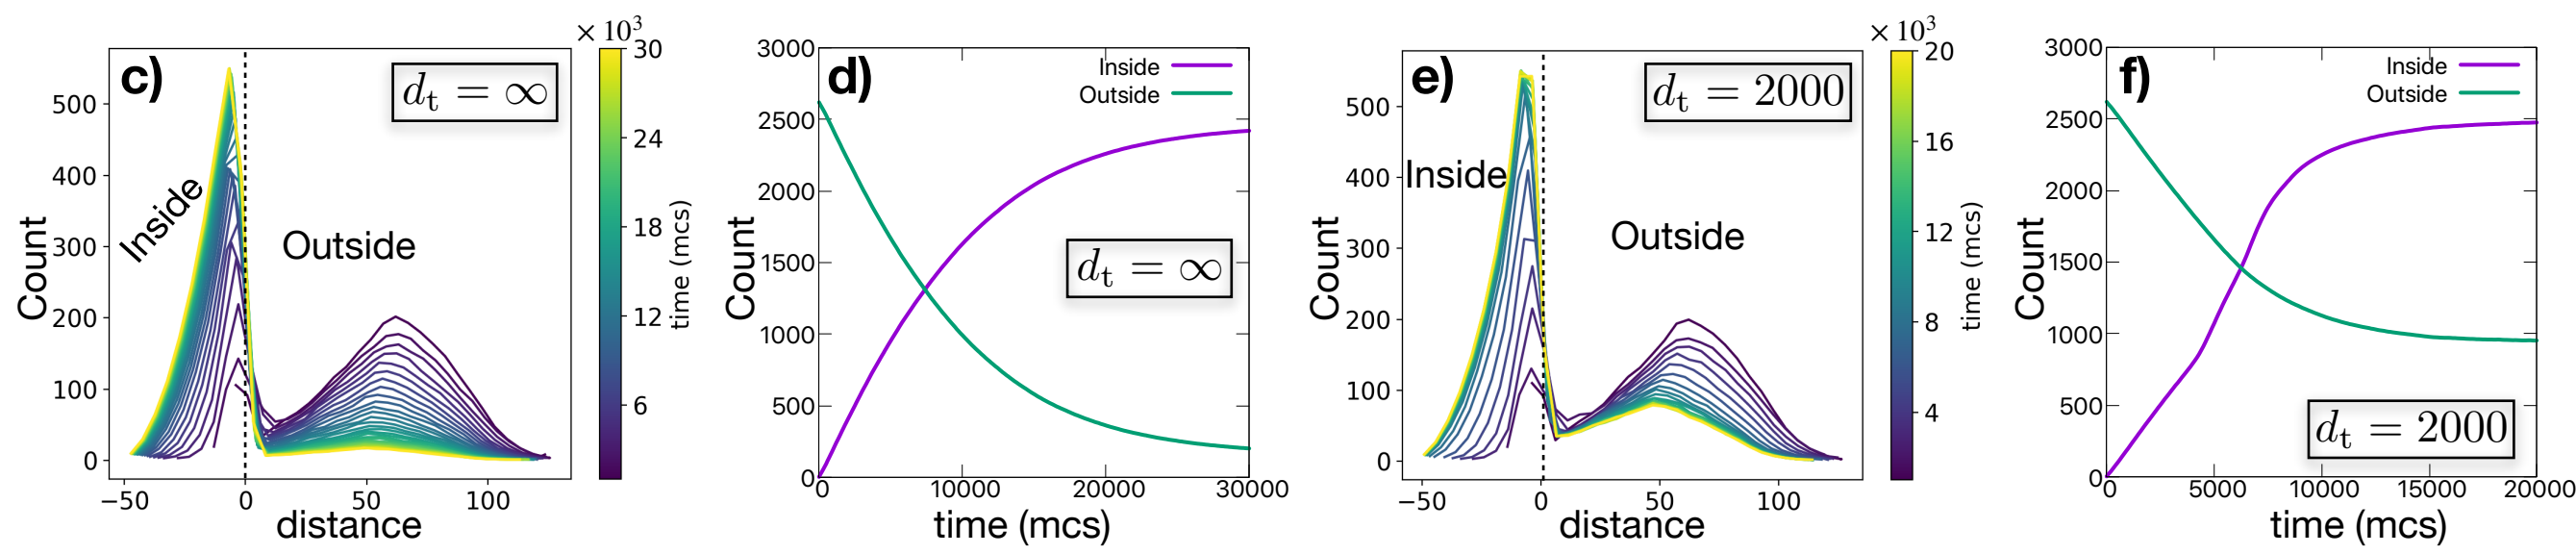 c)
× 10³
d_t = ∞
Inside
Outside
Count
500
400
300
200
100
0
−50
0
50
100
distance
30
24
18
12
6
time (mcs)
d)
Inside
Outside
d_t = ∞
Count
3000
2500
2000
1500
1000
500
0
0
10000
20000
30000
time (mcs)
e)
× 10³
d_t = 2000
Inside
Outside
Count
500
400
300
200
100
0
−50
0
50
100
distance
20
16
12
8
4
time (mcs)
f)
Inside
Outside
d_t = 2000
Count
3000
2500
2000
1500
1000
500
0
0
5000
10000
15000
20000
time (mcs)